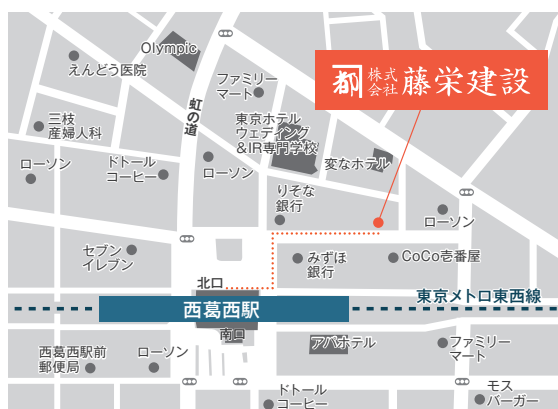 Olympic
えんどう医院
ファミリー
マート
株式
会社
藤栄建設
虹の道
三枝
産婦人科
東京ホテル
ウェディング
&IR専門学校
変なホテル
ローソン
ドトール
コーヒー
ローソン
りそな
銀行
ローソン
セブン
イレブン
みずほ
銀行
CoCo壱番屋
北口
東京メトロ東西線
西葛西駅
南口
アパホテル
ファミリー
マート
西葛西駅前
郵便局
ローソン
ドトール
コーヒー
モス
バーガー